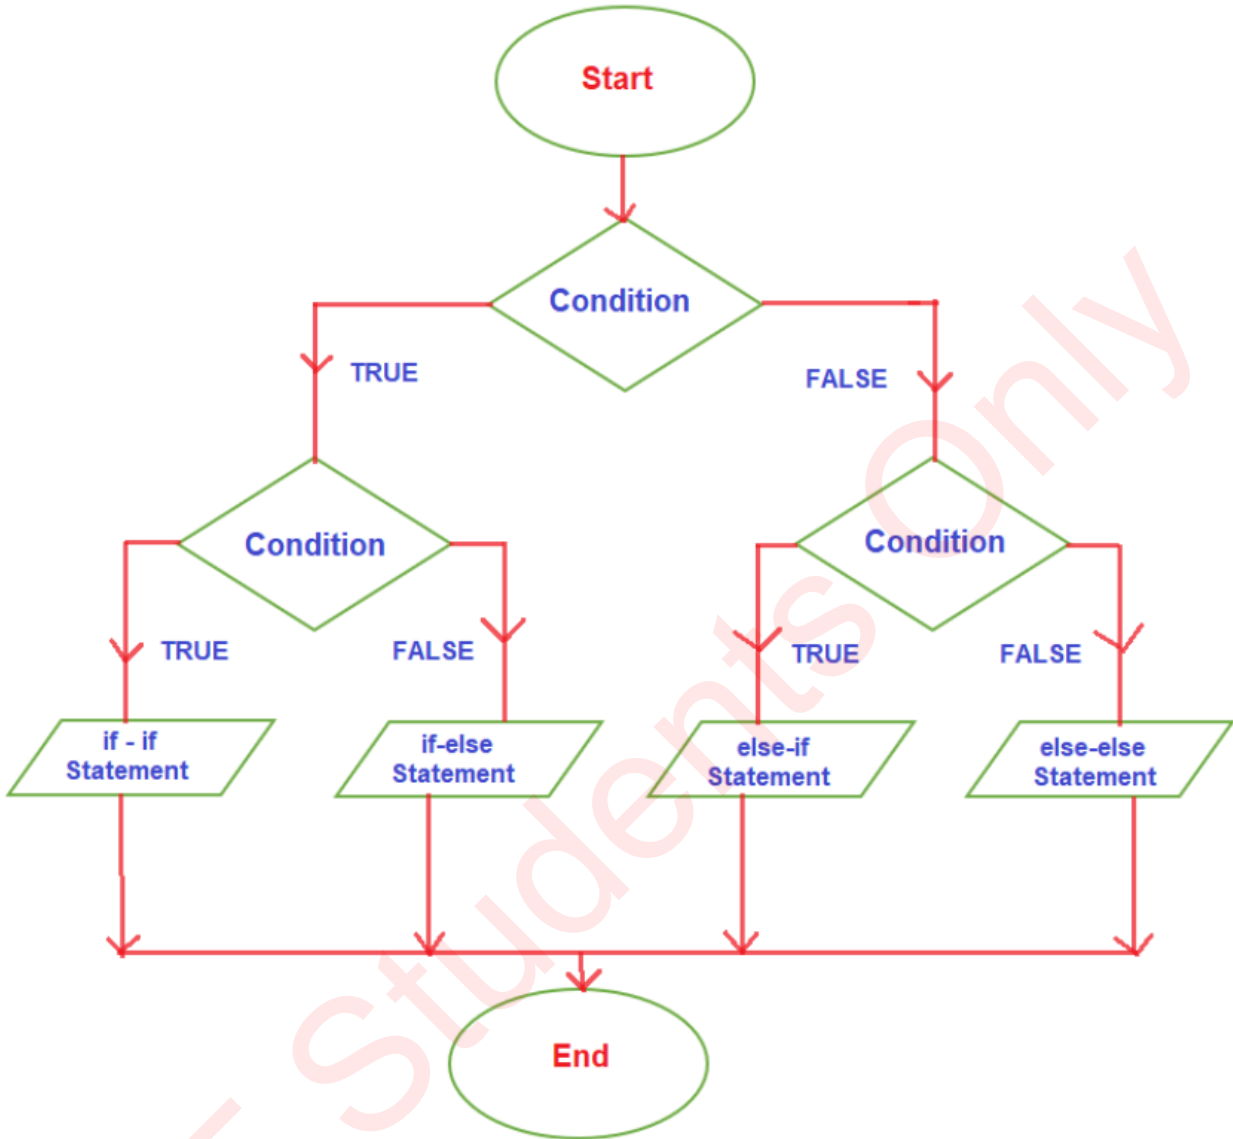 Start
Condition
TRUE
FALSE
Condition
Condition
TRUE
FALSE
TRUE
FALSE
if - if
Statement
if-else
Statement
else-if
Statement
else-else
Statement
End
Students Only